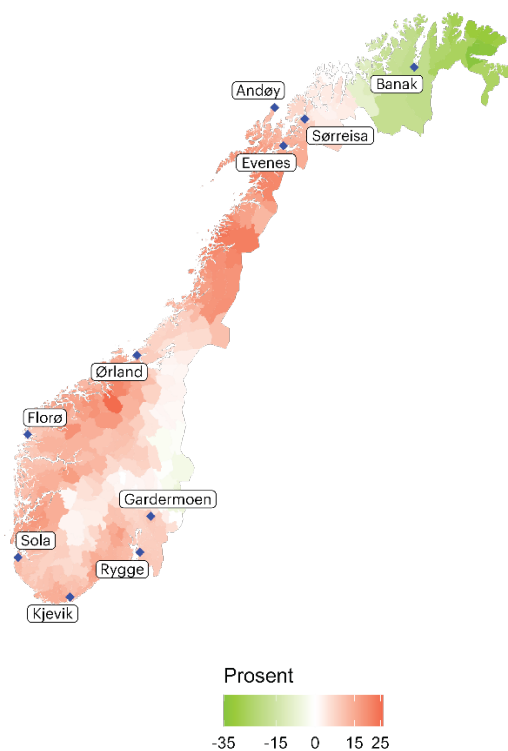 Banak
Andøy
Sørreisa
Evenes
Ørland
Florø
Gardermoen
Sola
Rygge
Kjevik
Prosent
-35 -15 0 15 25